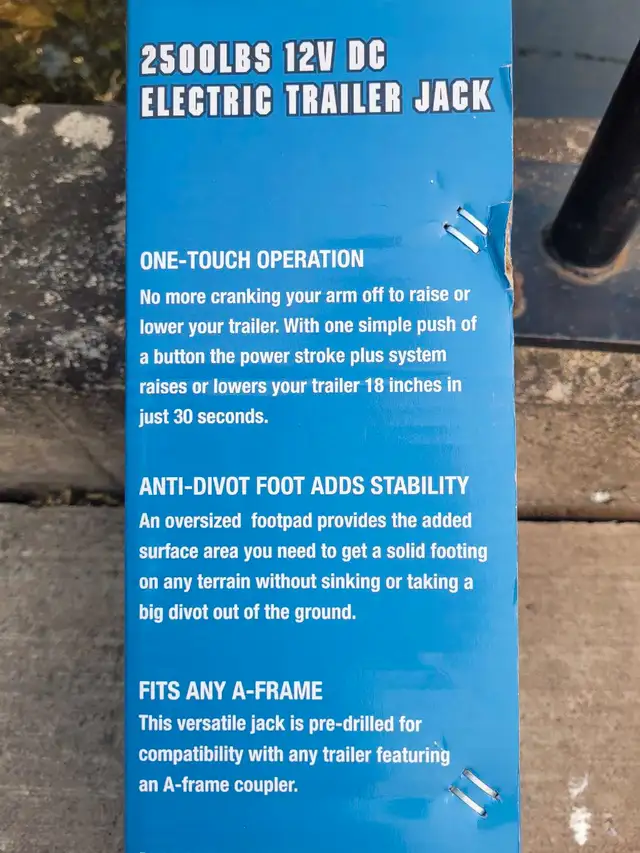 2500LBS 12V DC
ELECTRIC TRAILER JACK
ONE-TOUCH OPERATION
No more cranking your arm off to raise or
lower your trailer. With one simple push of
a button the power stroke plus system
raises or lowers your trailer 18 inches in
just 30 seconds.
ANTI-DIVOT FOOT ADDS STABILITY
An oversized footpad provides the added
surface area you need to get a solid footing
on any terrain without sinking or taking a
big divot out of the ground.
FITS ANY A-FRAME
This versatile jack is pre-drilled for
compatibility with any trailer featuring
an A-frame coupler.